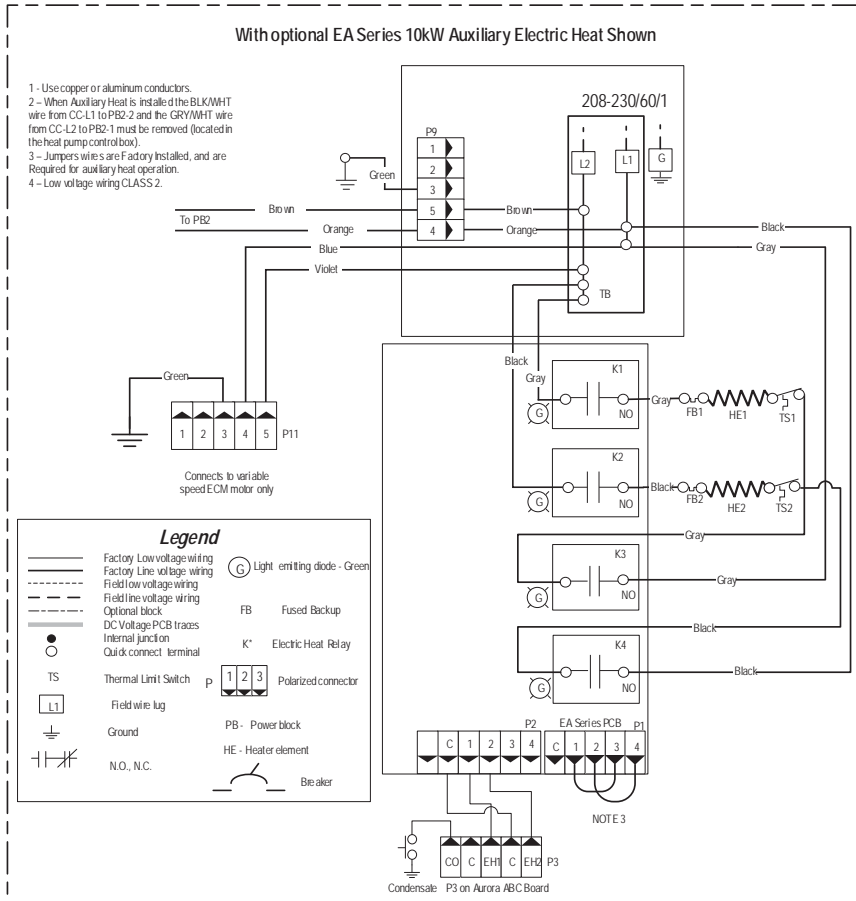 With optional EA Series 10kW Auxiliary Electric Heat Shown
1 - Use copper or aluminum conductors.
2 – When Auxiliary Heat is installed the BLK/WHT
wire from CC-L1 to PB2-2 and the GRY/WHT wire
from CC-L2 to PB2-1 must be removed (located in
the heat pump control box).
3 – Jumpers wires are Factory Installed, and are
Required for auxiliary heat operation.
4 – Low voltage wiring CLASS 2.
208-230/60/1
P9
1
2
3
5
4
Green
L2
L1
G
To PB2
Brown
Brown
Orange
Orange
Black
Blue
Gray
Violet
TB
Black
Gray
Green
1
2
3
4
5
P11
Connects to variable
speed ECM motor only
K1
G
NO
Gray
FB1
HE1
TS1
K2
G
NO
Black
FB2
HE2
TS2
Gray
K3
G
NO
Gray
Black
K4
G
NO
Black
Legend
Factory Low voltage wiring
Factory Line voltage wiring
Field low voltage wiring
Field line voltage wiring
Optional block
DC Voltage PCB traces
Internal junction
Quick connect terminal
TS
Thermal Limit Switch
L1
Field wire lug
Ground
N.O., N.C.
G
Light emitting diode - Green
FB
Fused Backup
K*
Electric Heat Relay
P
1
2
3
Polarized connector
PB - Power block
HE - Heater element
Breaker
P2
C
1
2
3
4
EA Series PCB
P1
C
1
2
3
4
NOTE 3
CO
C
EH1
C
EH2
P3
Condensate
P3 on Aurora ABC Board